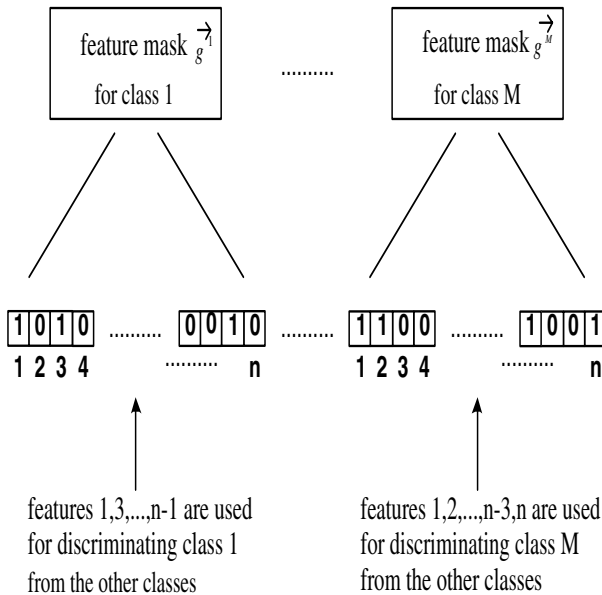 feature mask g⃗¹
for class 1
..........
feature mask g⃗ᴹ
for class M
1 0 1 0 .......... 0 0 1 0 .......... 1 1 0 0 .......... 1 0 0 1
1 2 3 4 .......... n 1 2 3 4 .......... n
features 1,3,...,n-1 are used
for discriminating class 1
from the other classes
features 1,2,...,n-3,n are used
for discriminating class M
from the other classes